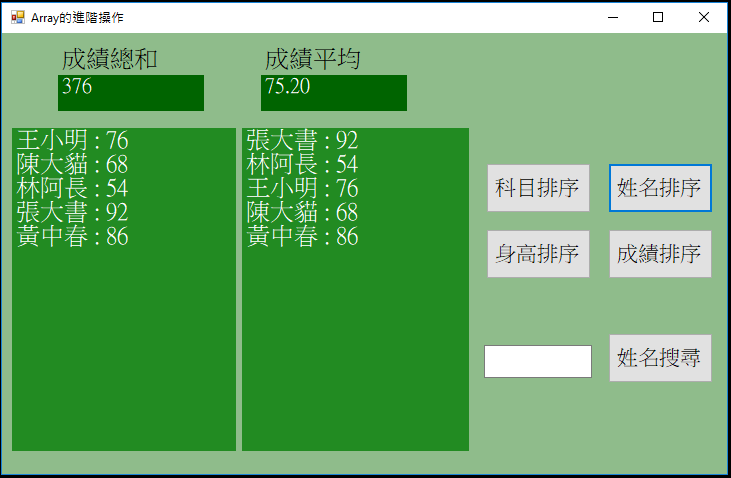 Array的進階操作
成績總和
376
成績平均
75.20
王小明 : 76
陳大貓 : 68
林阿長 : 54
張大書 : 92
黃中春 : 86
張大書 : 92
林阿長 : 54
王小明 : 76
陳大貓 : 68
黃中春 : 86
科目排序
姓名排序
身高排序
成績排序
姓名搜尋